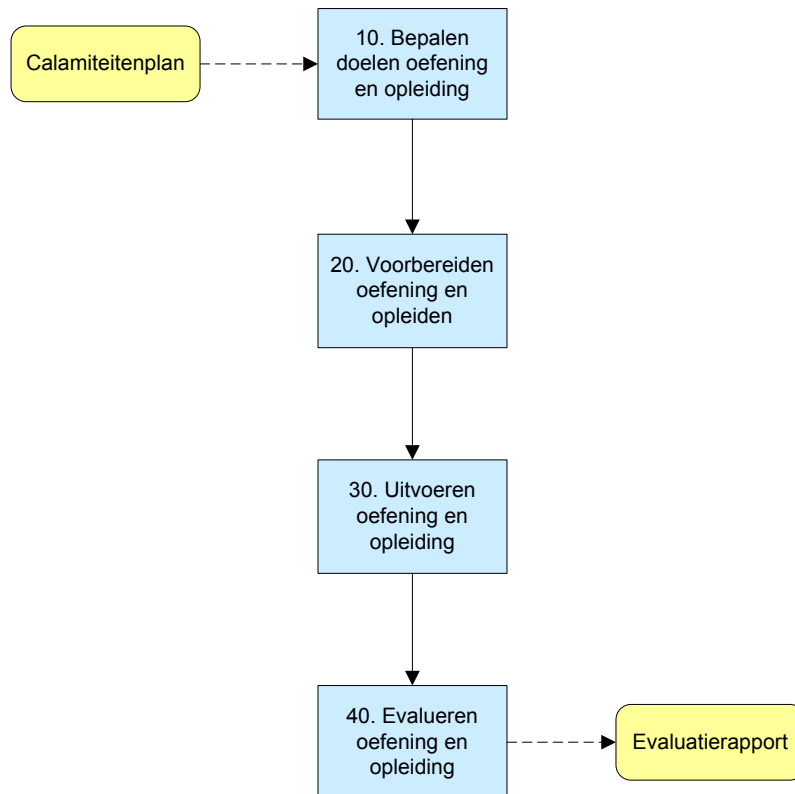 Calamiteitenplan
10. Bepalen
doelen oefening
en opleiding
20. Voorbereiden
oefening en
opleiden
30. Uitvoeren
oefening en
opleiding
40. Evalueren
oefening en
opleiding
Evaluatierapport